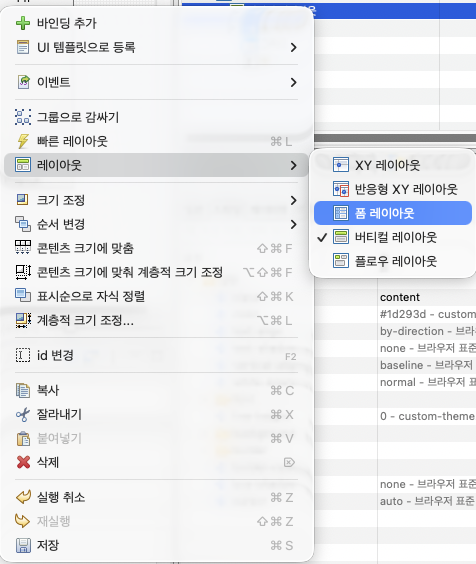 바인딩 추가
UI 템플릿으로 등록
이벤트
그룹으로 감싸기
빠른 레이아웃 ⌘L
레이아웃
크기 조정
순서 변경
콘텐츠 크기에 맞춤 ⇧⌘F
콘텐츠 크기에 맞춰 계층적 크기 조정 ⌥⇧⌘F
표시순으로 자식 정렬 ⇧⌘K
계층적 크기 조정... ⌥⌘L
id 변경 F2
복사 ⌘C
잘라내기 ⌘X
붙여넣기 ⌘V
삭제 ⌦
실행 취소 ⌘Z
재실행 ⇧⌘Z
저장 ⌘S
XY 레이아웃
반응형 XY 레이아웃
폼 레이아웃
✓ 버티컬 레이아웃
플로우 레이아웃
content
#1d293d - custom
by-direction - 브라우
none - 브라우저 표준
baseline - 브라우저
normal - 브라우저 표
0 - custom-theme
none - 브라우저 표준
auto - 브라우저 표준